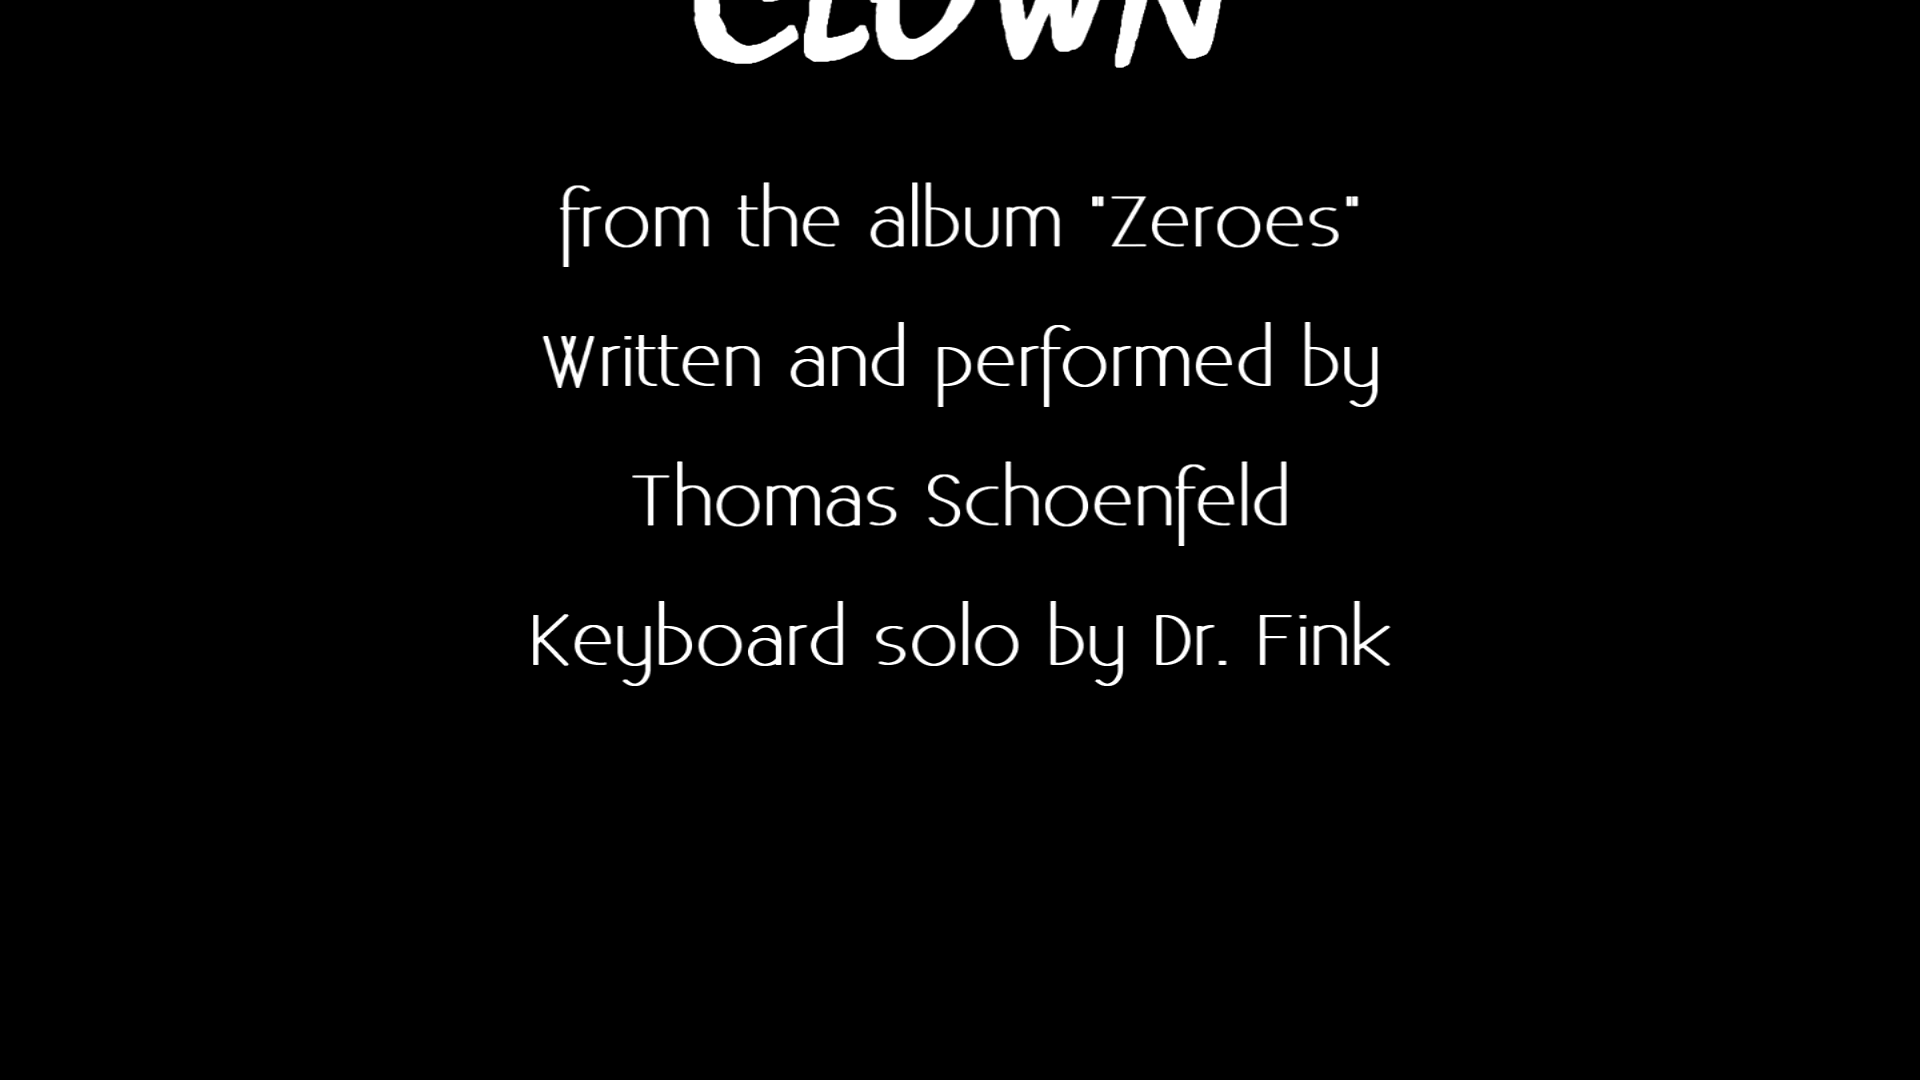 CLOWN
from the album "Zeroes"
Written and performed by
Thomas Schoenfeld
Keyboard solo by Dr. Fink